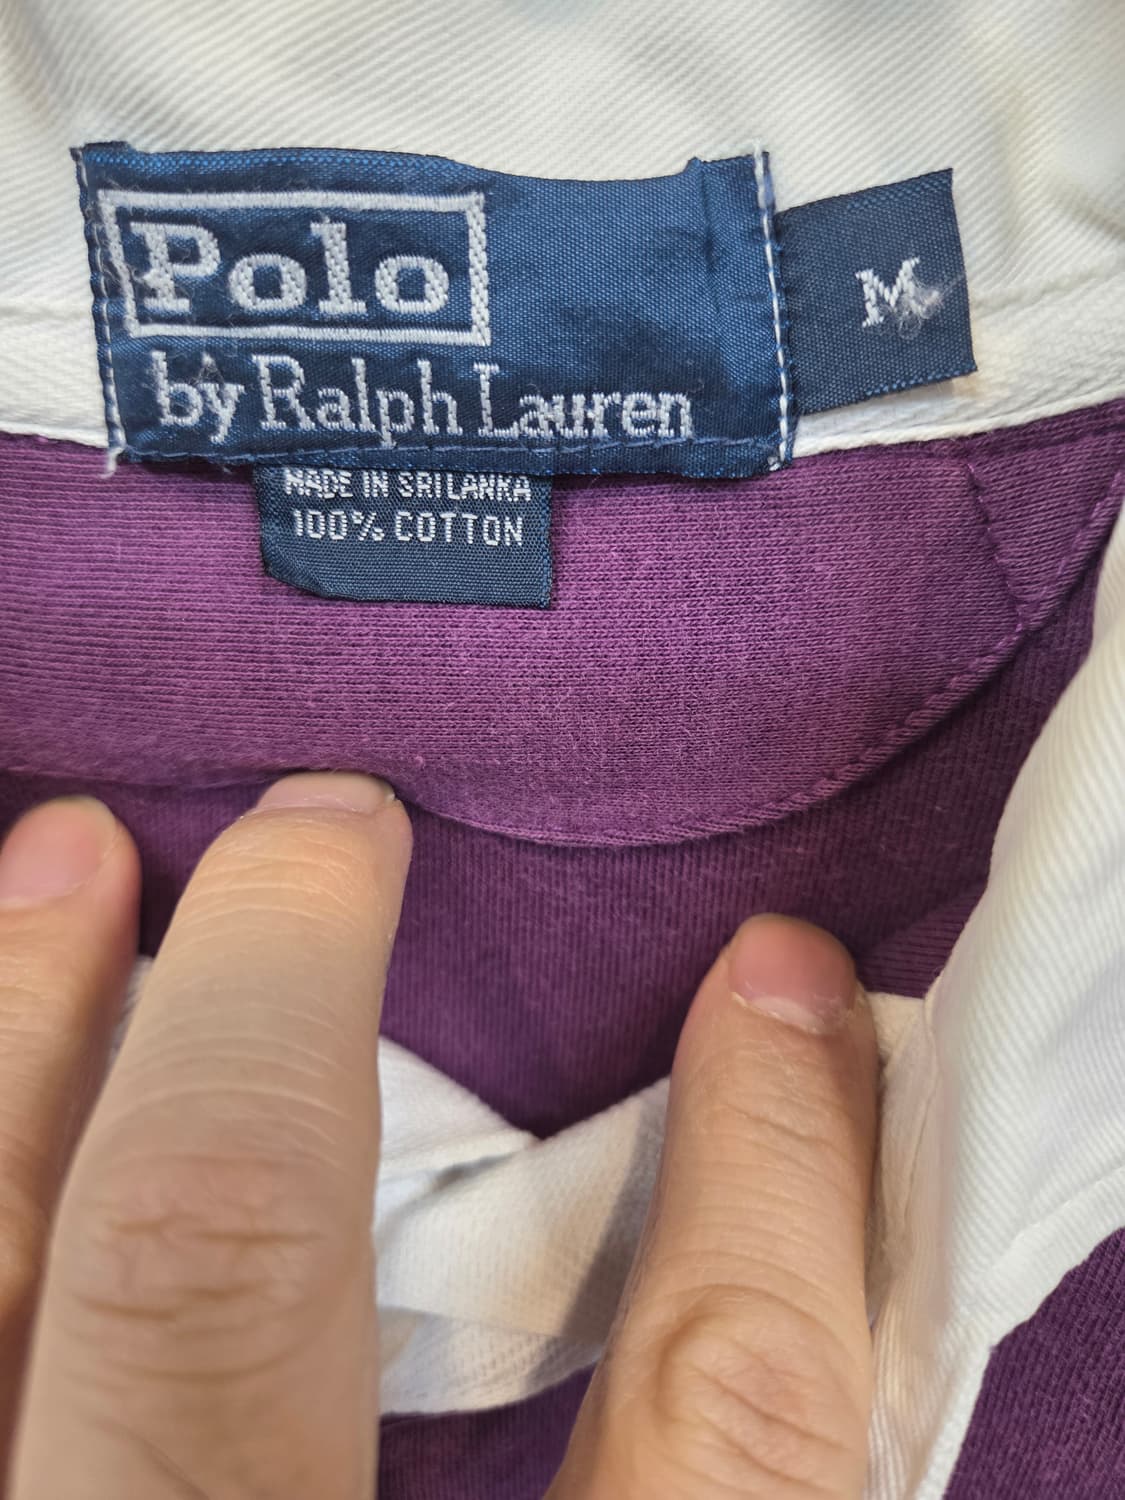 Polo
by Ralph Lauren
M
MADE IN SRI LANKA
100% COTTON